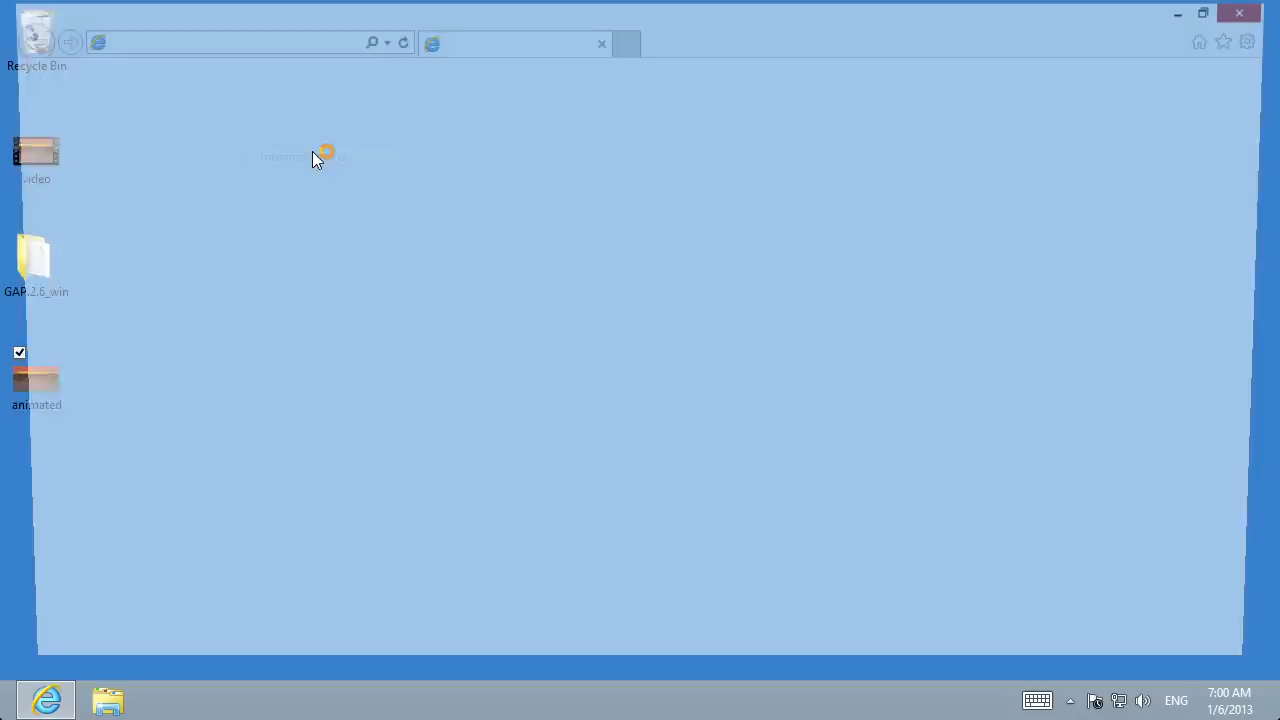 Recycle Bin
video
GAP.2.6_win
animated
ENG
7:00 AM
1/6/2013